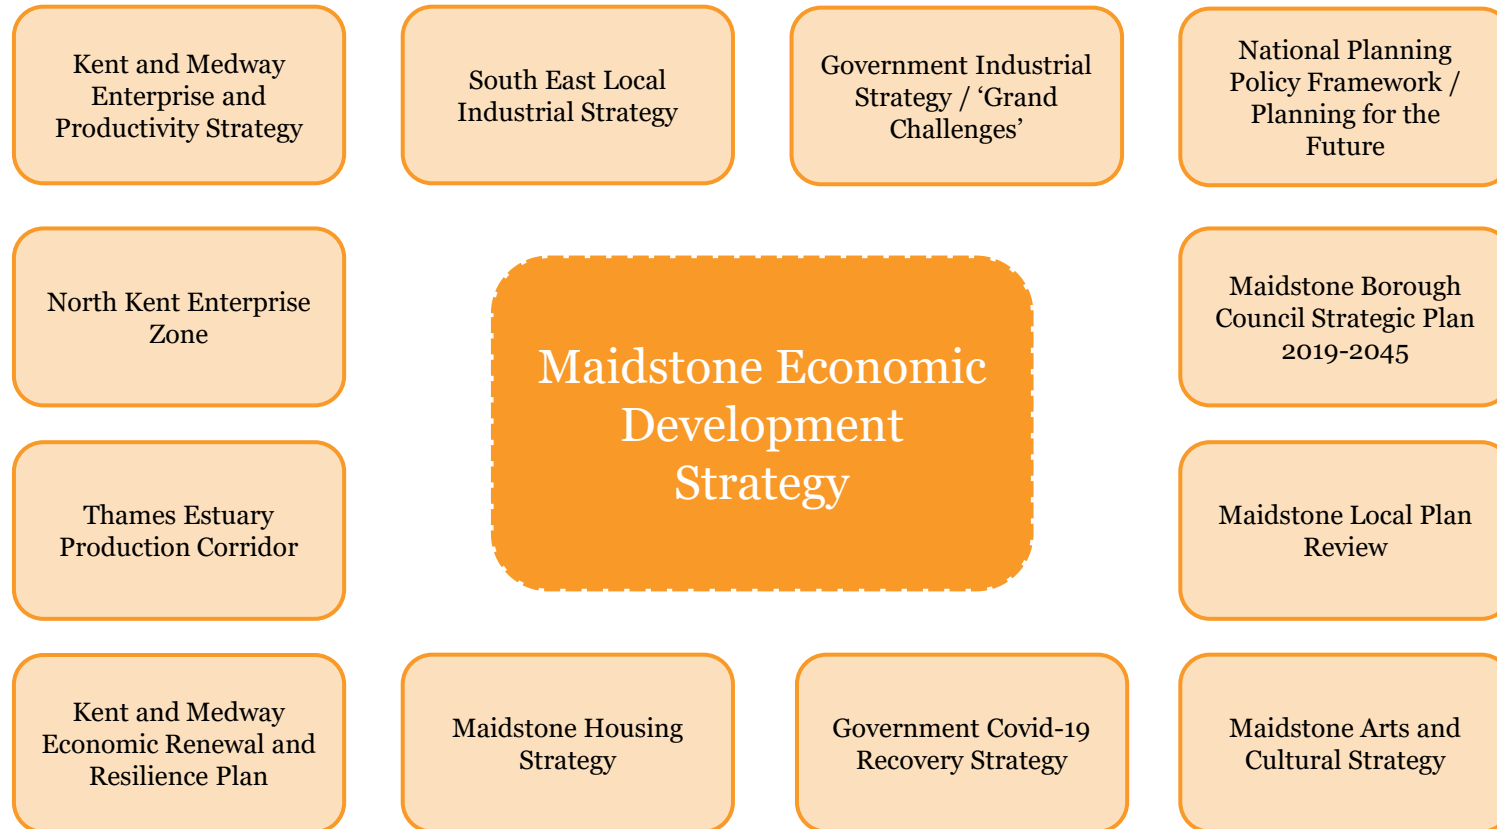 Kent and Medway
Enterprise and
Productivity Strategy
South East Local
Industrial Strategy
Government Industrial
Strategy / ‘Grand
Challenges’
National Planning
Policy Framework /
Planning for the
Future
North Kent Enterprise
Zone
Maidstone Economic
Development
Strategy
Maidstone Borough
Council Strategic Plan
2019-2045
Thames Estuary
Production Corridor
Maidstone Local Plan
Review
Kent and Medway
Economic Renewal and
Resilience Plan
Maidstone Housing
Strategy
Government Covid-19
Recovery Strategy
Maidstone Arts and
Cultural Strategy